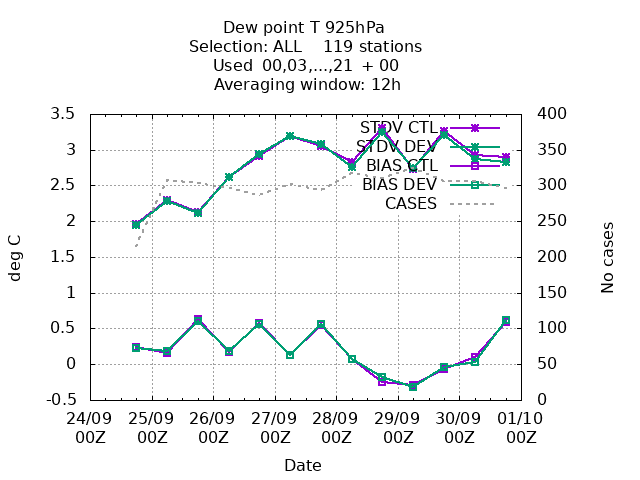 Dew point T 925hPa
Selection: ALL    119 stations
Used  00,03,...,21  + 00
Averaging window: 12h
3.5
3
2.5
2
1.5
1
0.5
0
-0.5
400
350
300
250
200
150
100
50
0
deg C
No cases
STDV CTL
STDV DEV
BIAS CTL
BIAS DEV
CASES
24/09 25/09 26/09 27/09 28/09 29/09 30/09 01/10
00Z 00Z 00Z 00Z 00Z 00Z 00Z 00Z
Date